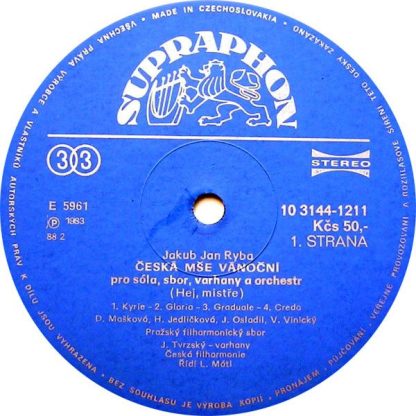 VŠECHNA PRÁVA VÝROBCE A VLASTNÍKŮ AUTORSKÝCH PRÁV K DÍLU JSOU VYHRAZENA • BEZ SOUHLASU JE VÝROBA KOPIÍ • PRONÁJEM • PŮJČOVÁNÍ • VEŘEJNÉ PROVOZOVÁNÍ A ROZHLASOVÉ ŠÍŘENÍ TÉTO DESKY ZAKÁZÁNO • MADE IN CZECHOSLOVAKIA •
SUPRAPHON
33
STEREO
E 5961
Ⓟ 1963
88 2
10 3144-1211
Kčs 50,-
1. STRANA
Jakub Jan Ryba
ČESKÁ MŠE VÁNOČNÍ
pro sóla, sbor, varhany a orchestr
(Hej, mistře)
1. Kyrie - 2. Gloria - 3. Graduale - 4. Credo
D. Mašková, H. Jedličková, J. Osladil, V. Vinický
Pražský filharmonický sbor
J. Tvrzský - varhany
Česká filharmonie
Řídí L. Mátl